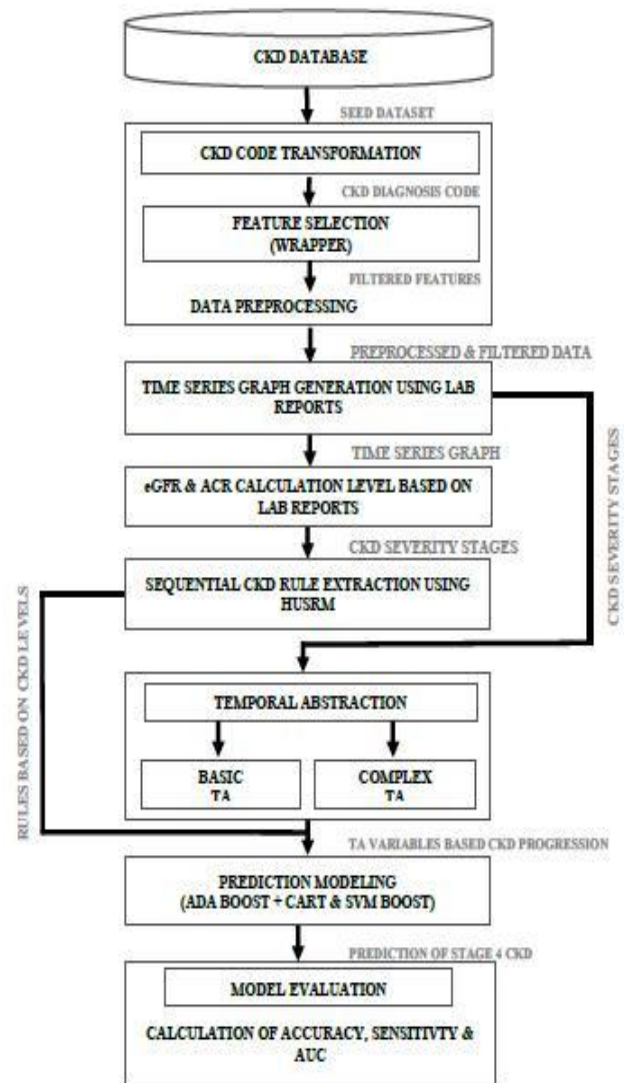 CKD DATABASE
SEED DATASET
CKD CODE TRANSFORMATION
CKD DIAGNOSIS CODE
FEATURE SELECTION
(WRAPPER)
FILTERED FEATURES
DATA PREPROCESSING
PREPROCESSED & FILTERED DATA
TIME SERIES GRAPH GENERATION USING LAB
REPORTS
TIME SERIES GRAPH
eGFR & ACR CALCULATION LEVEL BASED ON
LAB REPORTS
CKD SEVERITY STAGES
CKD SEVERITY STAGES
SEQUENTIAL CKD RULE EXTRACTION USING
HUSRM
RULES BASED ON CKD LEVELS
TEMPORAL ABSTRACTION
BASIC
TA
COMPLEX
TA
TA VARIABLES BASED CKD PROGRESSION
PREDICTION MODELING
(ADA BOOST + CART & SVM BOOST)
PREDICTION OF STAGE 4 CKD
MODEL EVALUATION
CALCULATION OF ACCURACY, SENSITIVTY &
AUC